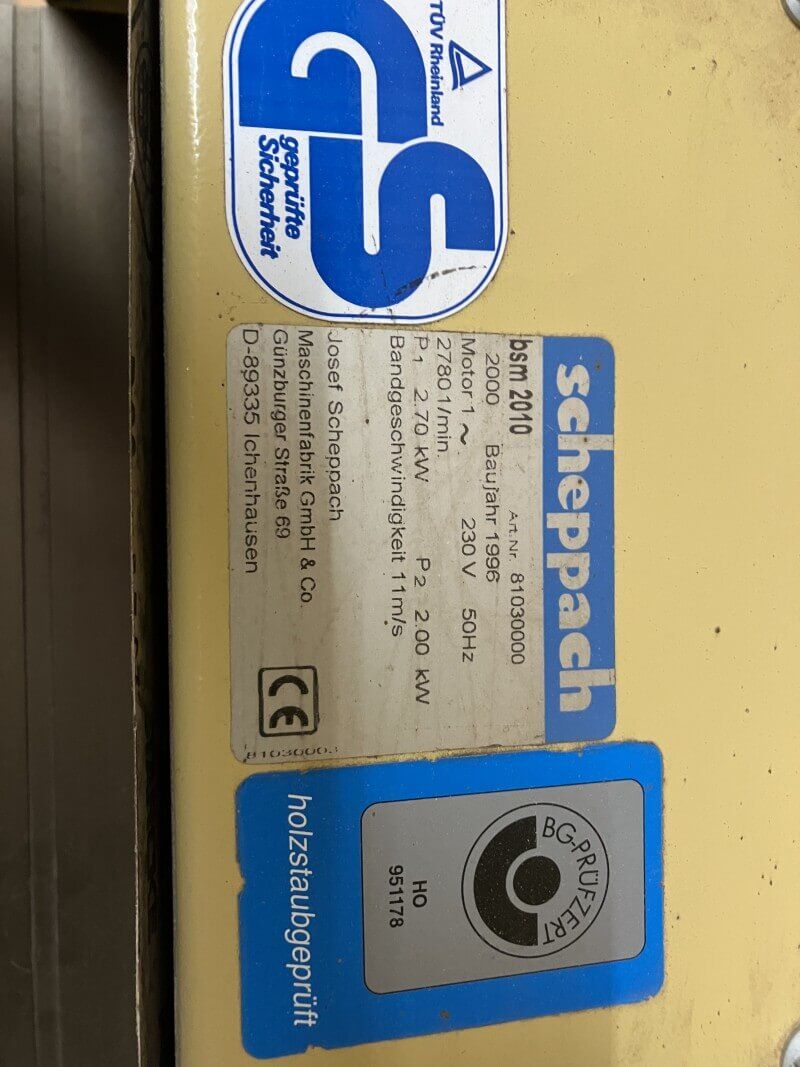 TÜV Rheinland
GS
geprüfte
Sicherheit
scheppach
bsm 2010 Art.Nr. 81030000
2000 Baujahr 1996
Motor 1 ~ 230 V 50Hz
2780 1/min.
P1 2.70 kW P2 2.00 kW
Bandgeschwindigkeit 11m/s
Josef Scheppach
Maschinenfabrik GmbH & Co.
Günzburger Straße 69
D-89335 Ichenhausen
CE
BG-PRÜFZERT
HO
951178
holzstaubgeprüft